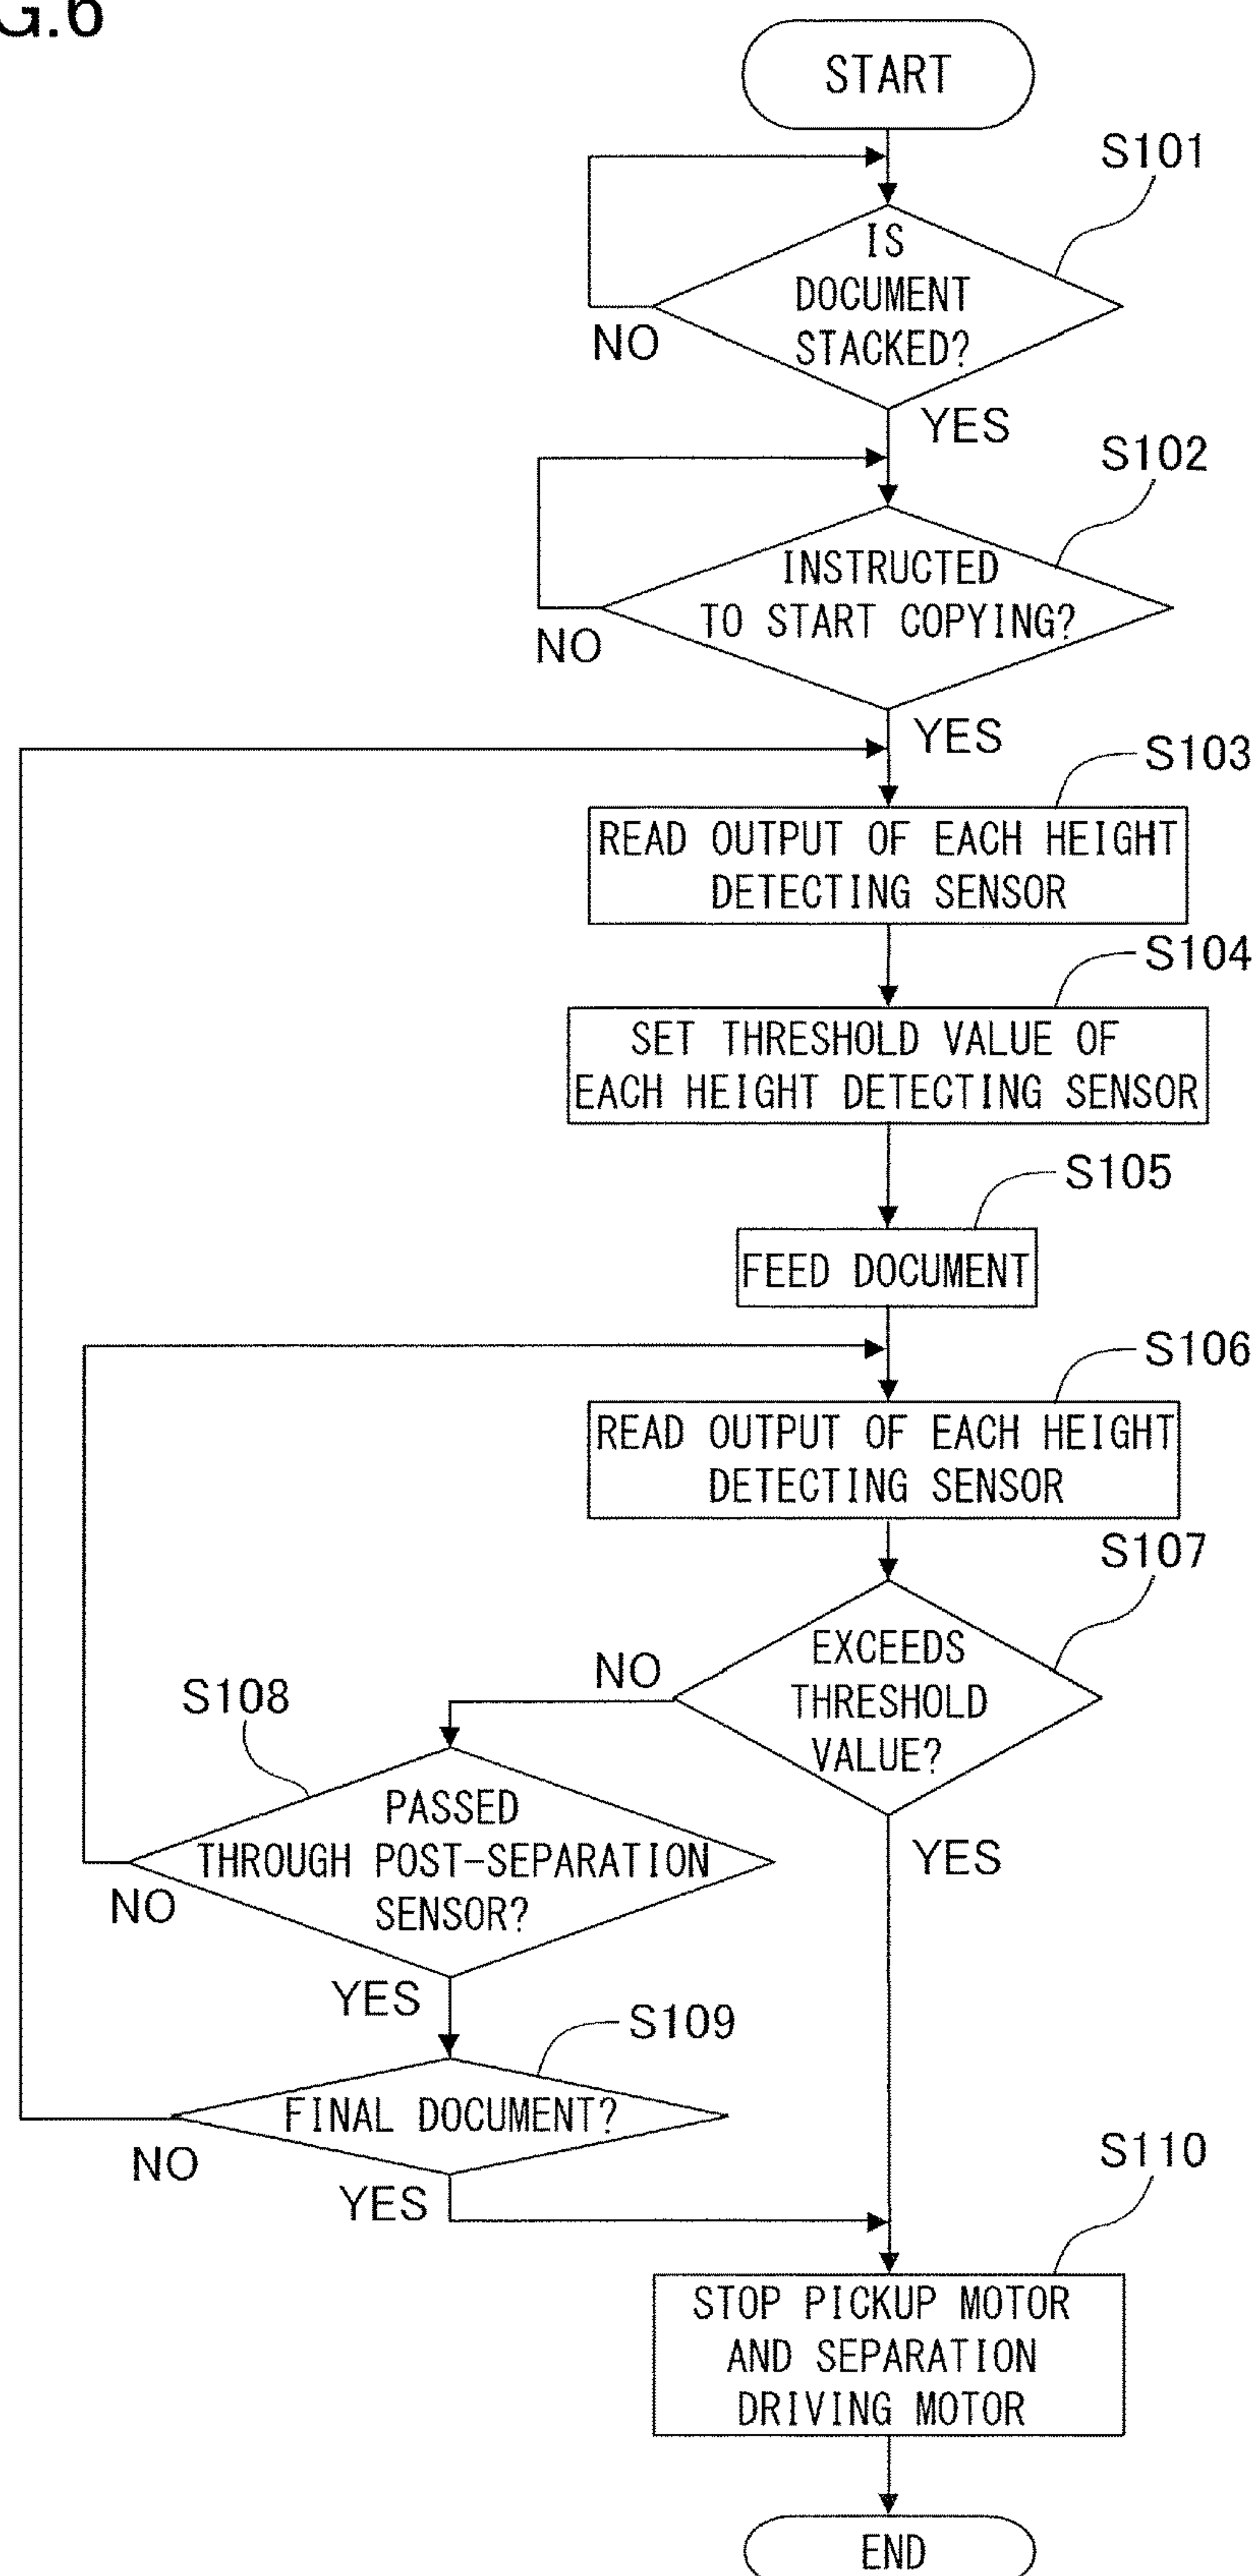 G.6
START
S101
IS
DOCUMENT
STACKED?
NO
YES
S102
INSTRUCTED
TO START COPYING?
NO
YES
S103
READ OUTPUT OF EACH HEIGHT
DETECTING SENSOR
S104
SET THRESHOLD VALUE OF
EACH HEIGHT DETECTING SENSOR
S105
FEED DOCUMENT
S106
READ OUTPUT OF EACH HEIGHT
DETECTING SENSOR
S107
EXCEEDS
THRESHOLD
VALUE?
NO
YES
S108
PASSED
THROUGH POST-SEPARATION
SENSOR?
NO
YES
S109
FINAL DOCUMENT?
NO
YES
S110
STOP PICKUP MOTOR
AND SEPARATION
DRIVING MOTOR
END